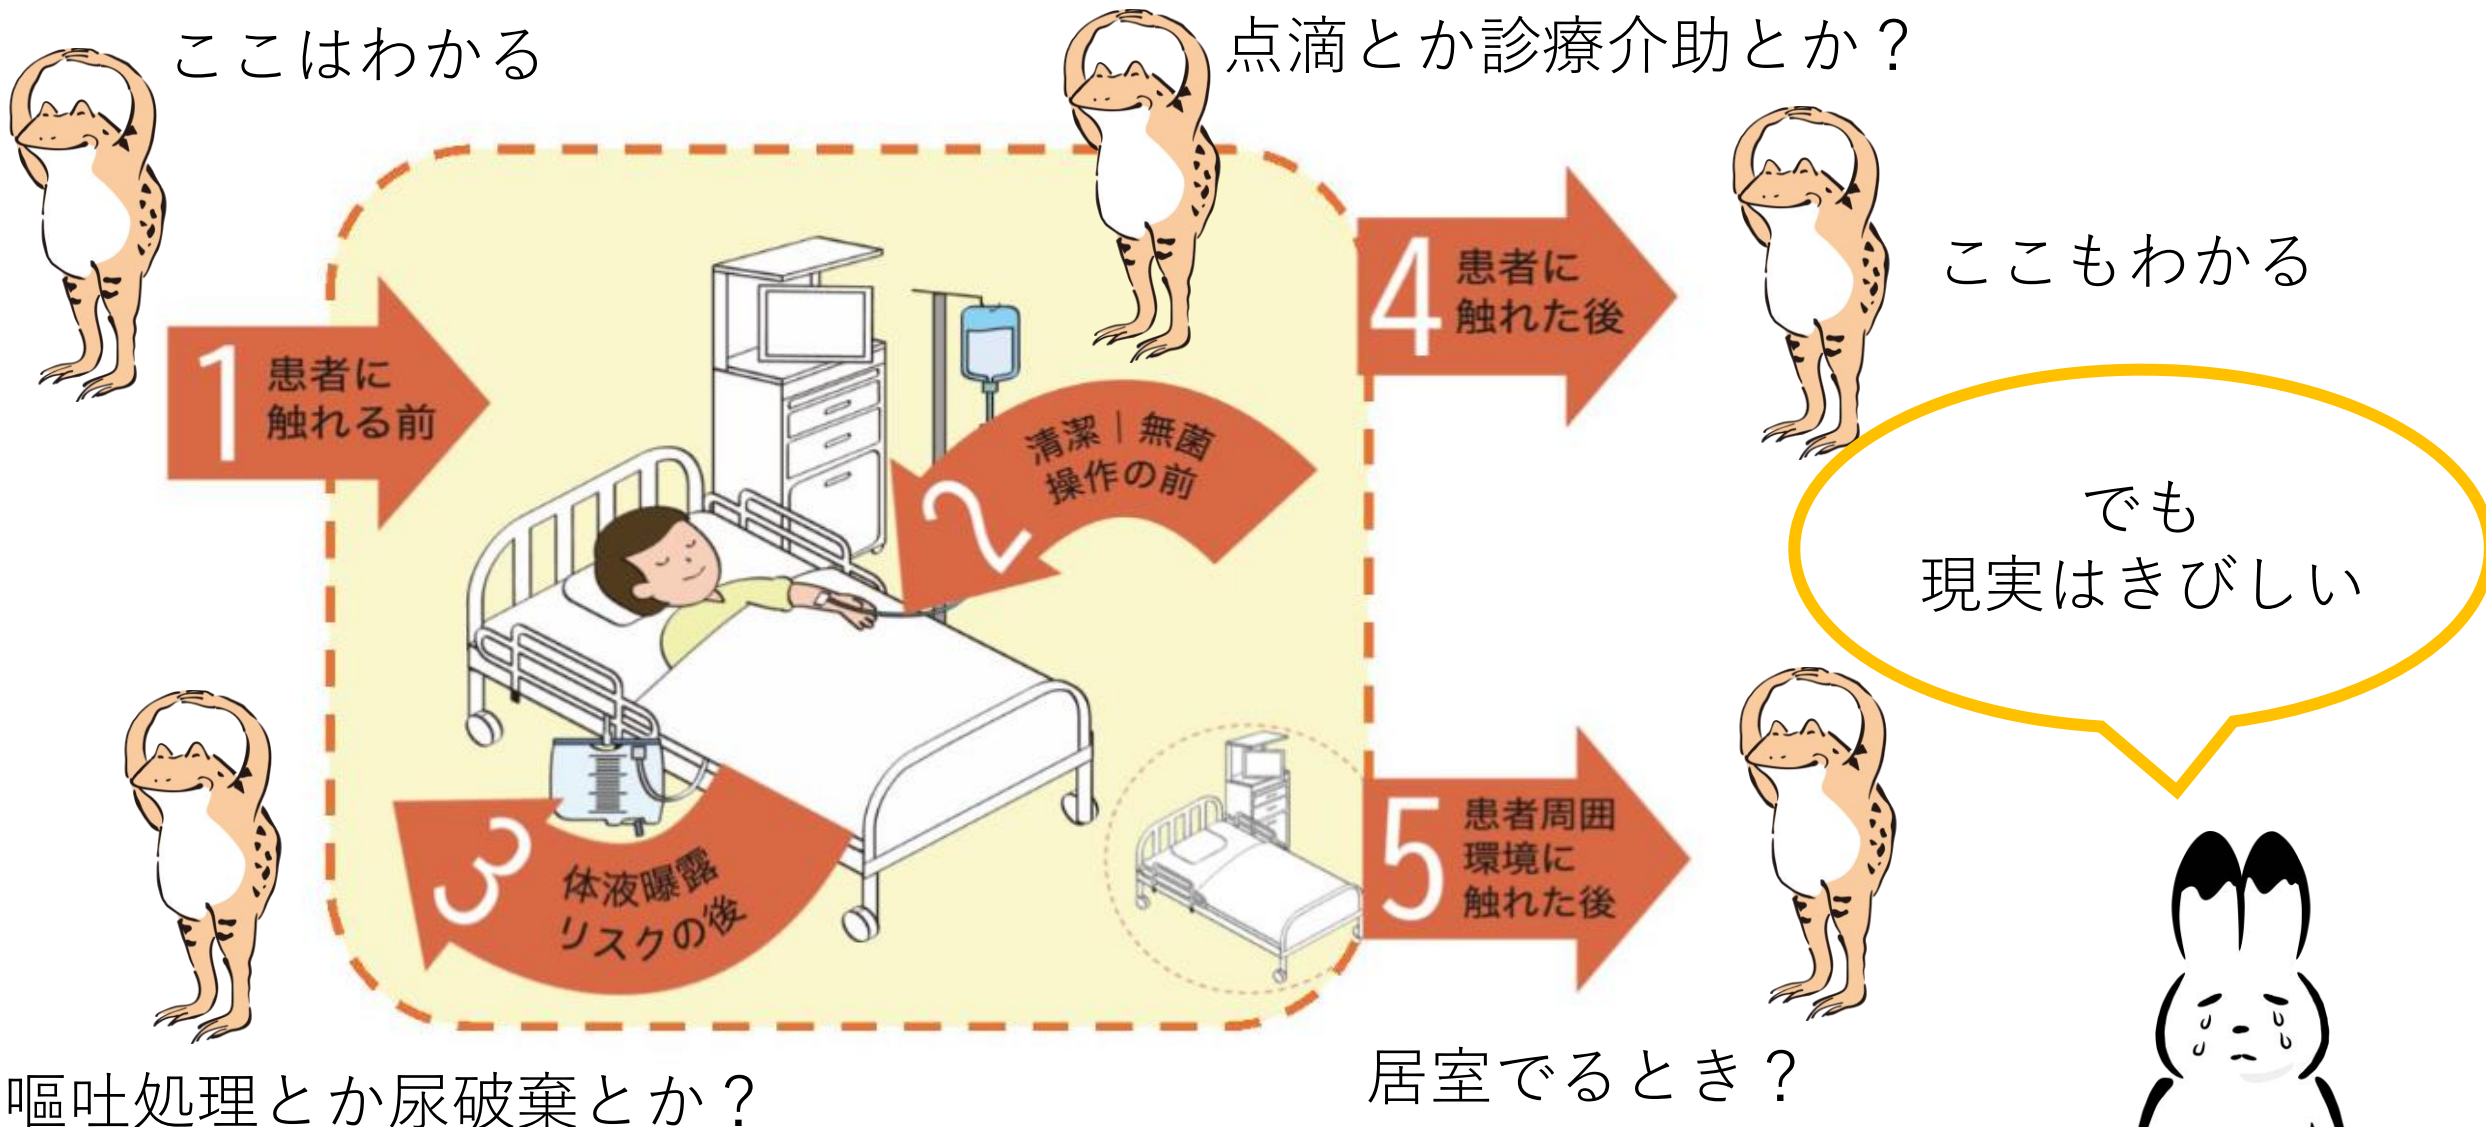 ここはわかる
点滴とか診療介助とか？
1 患者に
触れる前
清潔｜無菌
操作の前
2
4 患者に
触れた後
ここもわかる
でも
現実はきびしい
3
体液曝露
リスクの後
5 患者周囲
環境に
触れた後
嘔吐処理とか尿破棄とか？
居室でるとき？